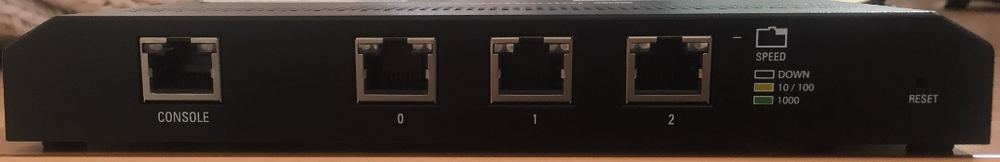 CONSOLE
0
1
2
SPEED
DOWN
10 / 100
1000
RESET